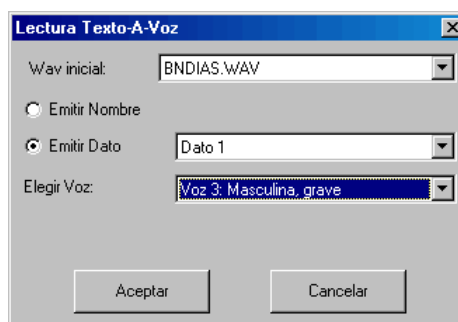 Lectura Texto-A-Voz
Wav inicial: BNDIAS.WAV
Emitir Nombre
Emitir Dato Dato 1
Elegir Voz: Voz 3: Masculina, grave
Aceptar Cancelar